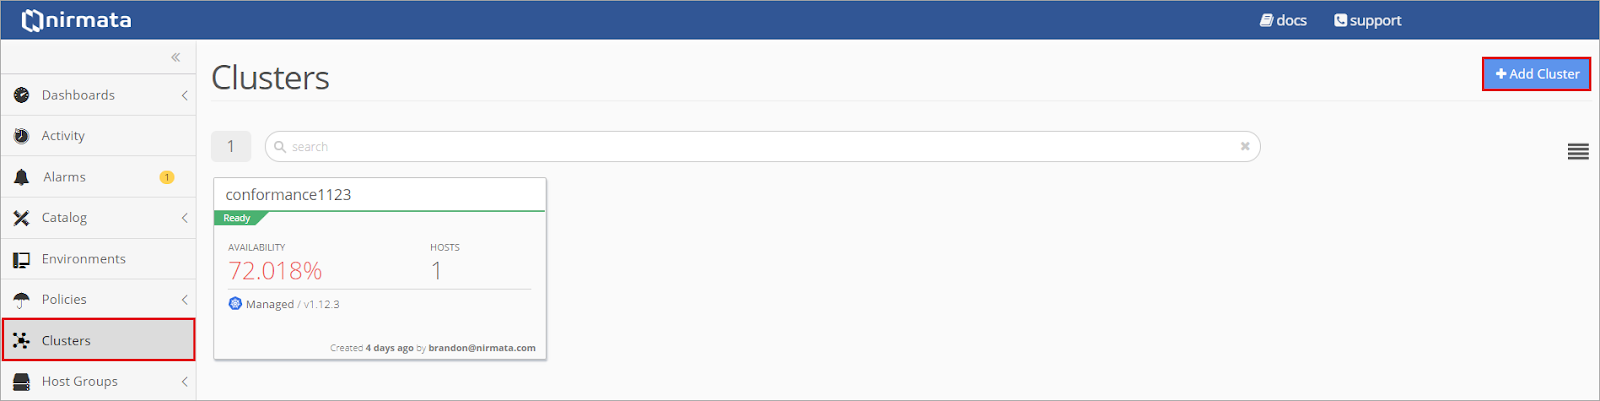 nirmata
docs support
Dashboards
Activity
Alarms 1
Catalog
Environments
Policies
Clusters
Host Groups
Clusters
+ Add Cluster
1 search
conformance1123
Ready
AVAILABILITY HOSTS
72.018% 1
Managed / v1.12.3
Created 4 days ago by brandon@nirmata.com